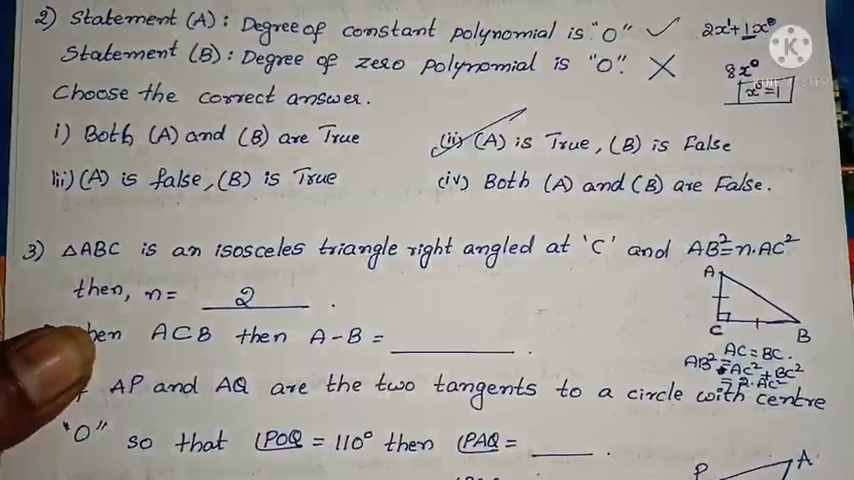 2) Statement (A) : Degree of constant polynomial is "0" ✓ 2x¹+1x⁰
Statement (B) : Degree of zero polynomial is "0". ✗ 8x⁰
Choose the correct answer. x⁰=1
i) Both (A) and (B) are True (ii) (A) is True, (B) is False
iii) (A) is false, (B) is True (iv) Both (A) and (B) are False.
3) △ABC is an isosceles triangle right angled at 'C' and AB²=n.AC²
then, n= 2 .
A
C B
ACB then A-B = .
AC = BC.
AB² = AC² + BC²
= 2.AC²
AP and AQ are the two tangents to a circle with centre
"O" so that ∠POQ = 110° then ∠PAQ = .
P A
K
KINEMASTER